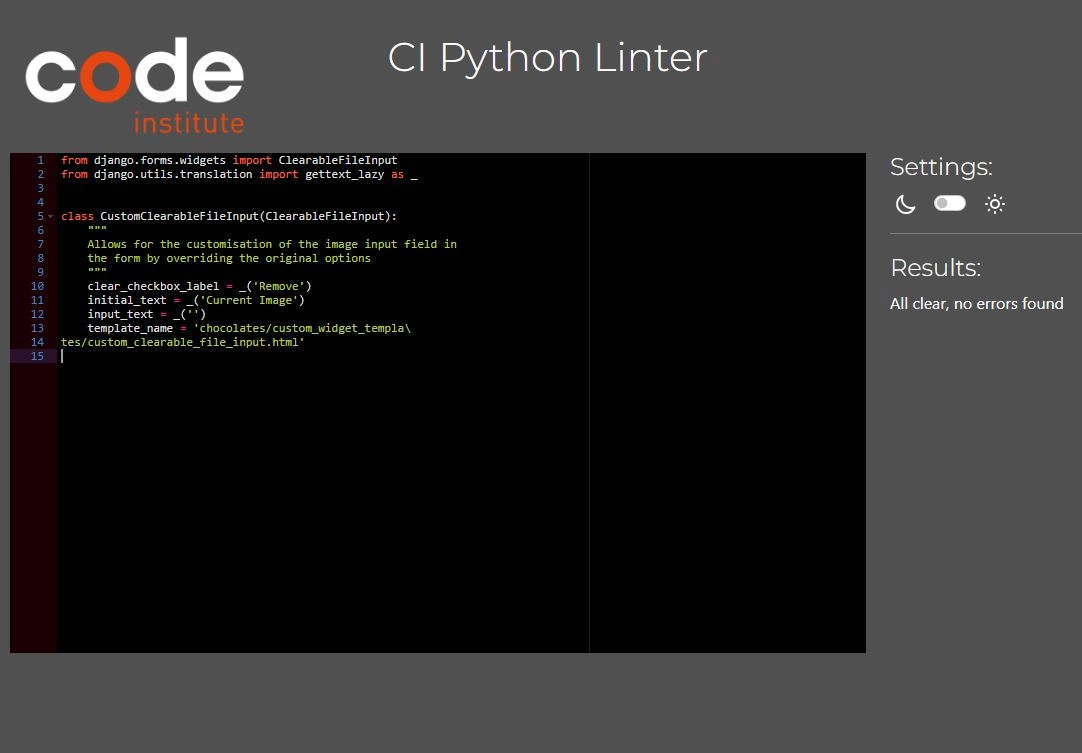 code
institute
CI Python Linter
1 from django.forms.widgets import ClearableFileInput
2 from django.utils.translation import gettext_lazy as _
3
4
5 class CustomClearableFileInput(ClearableFileInput):
6     """
7     Allows for the customisation of the image input field in
8     the form by overriding the original options
9     """
10     clear_checkbox_label = _('Remove')
11     initial_text = _('Current Image')
12     input_text = _('')
13     template_name = 'chocolates/custom_widget_templa\
14 tes/custom_clearable_file_input.html'
15
Settings:
Results:
All clear, no errors found